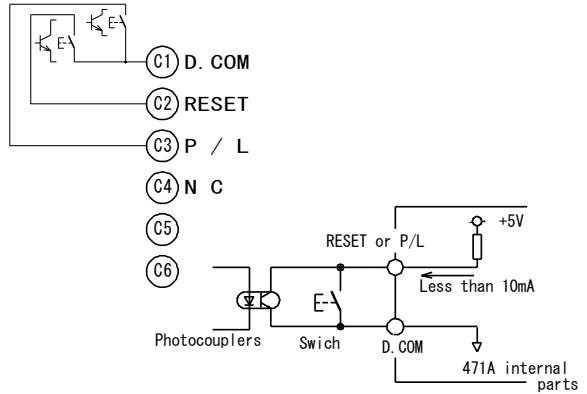 C1 D.COM
C2 RESET
C3 P / L
C4 N C
C5
C6
+5V
RESET or P/L
Less than 10mA
Photocouplers
Swich
D.COM
471A internal
parts